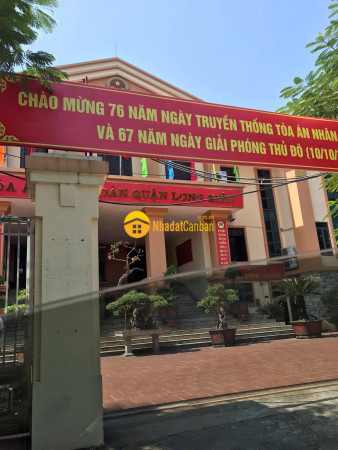 CHÀO MỪNG 76 NĂM NGÀY TRUYỀN THỐNG TÒA ÁN NHÂN
VÀ 67 NĂM NGÀY GIẢI PHÓNG THỦ ĐÔ (10/10/
DÂN QUẬN LONG BIÊN
NhadatCanban